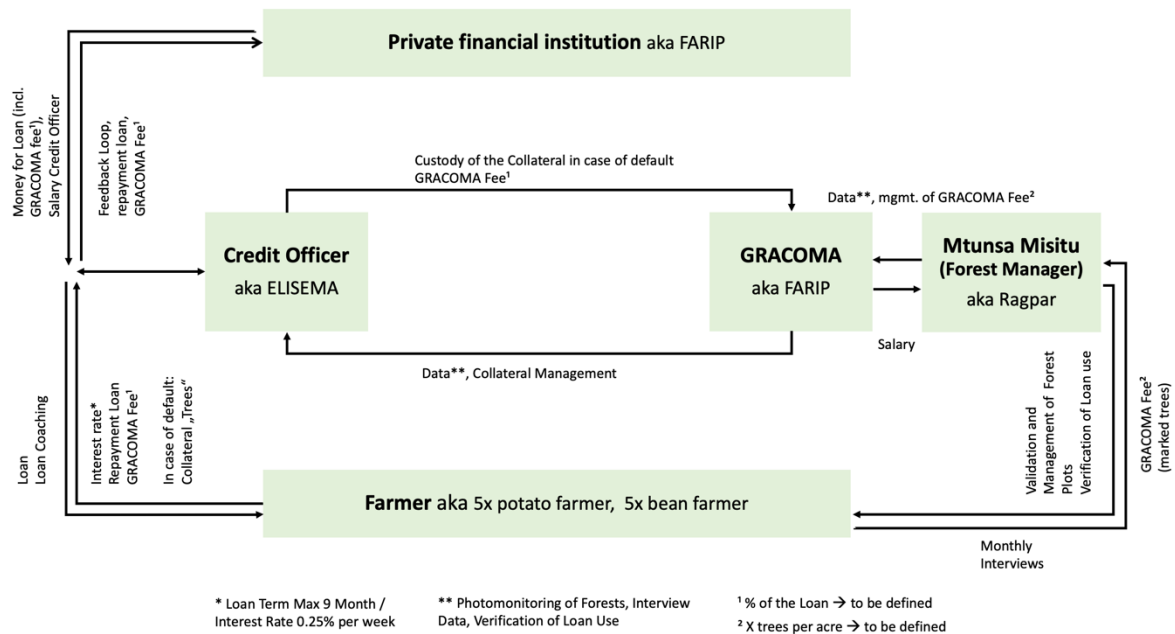 Private financial institution aka FARIP
Money for Loan (incl.
GRACOMA fee¹),
Salary Credit Officer
Feedback Loop,
repayment loan,
GRACOMA Fee¹
Custody of the Collateral in case of default
GRACOMA Fee¹
Data**, mgmt. of GRACOMA Fee²
Credit Officer
aka ELISEMA
GRACOMA
aka FARIP
Mtunsa Misitu
(Forest Manager)
aka Ragpar
Salary
Data**, Collateral Management
Loan
Loan Coaching
Interest rate*
Repayment Loan
GRACOMA Fee¹
In case of default:
Collateral „Trees“
Validation and
Management of Forest
Plots
Verification of Loan use
GRACOMA Fee²
(marked trees)
Farmer aka 5x potato farmer, 5x bean farmer
Monthly
Interviews
* Loan Term Max 9 Month /
Interest Rate 0.25% per week
** Photomonitoring of Forests, Interview
Data, Verification of Loan Use
¹ % of the Loan → to be defined
² X trees per acre → to be defined